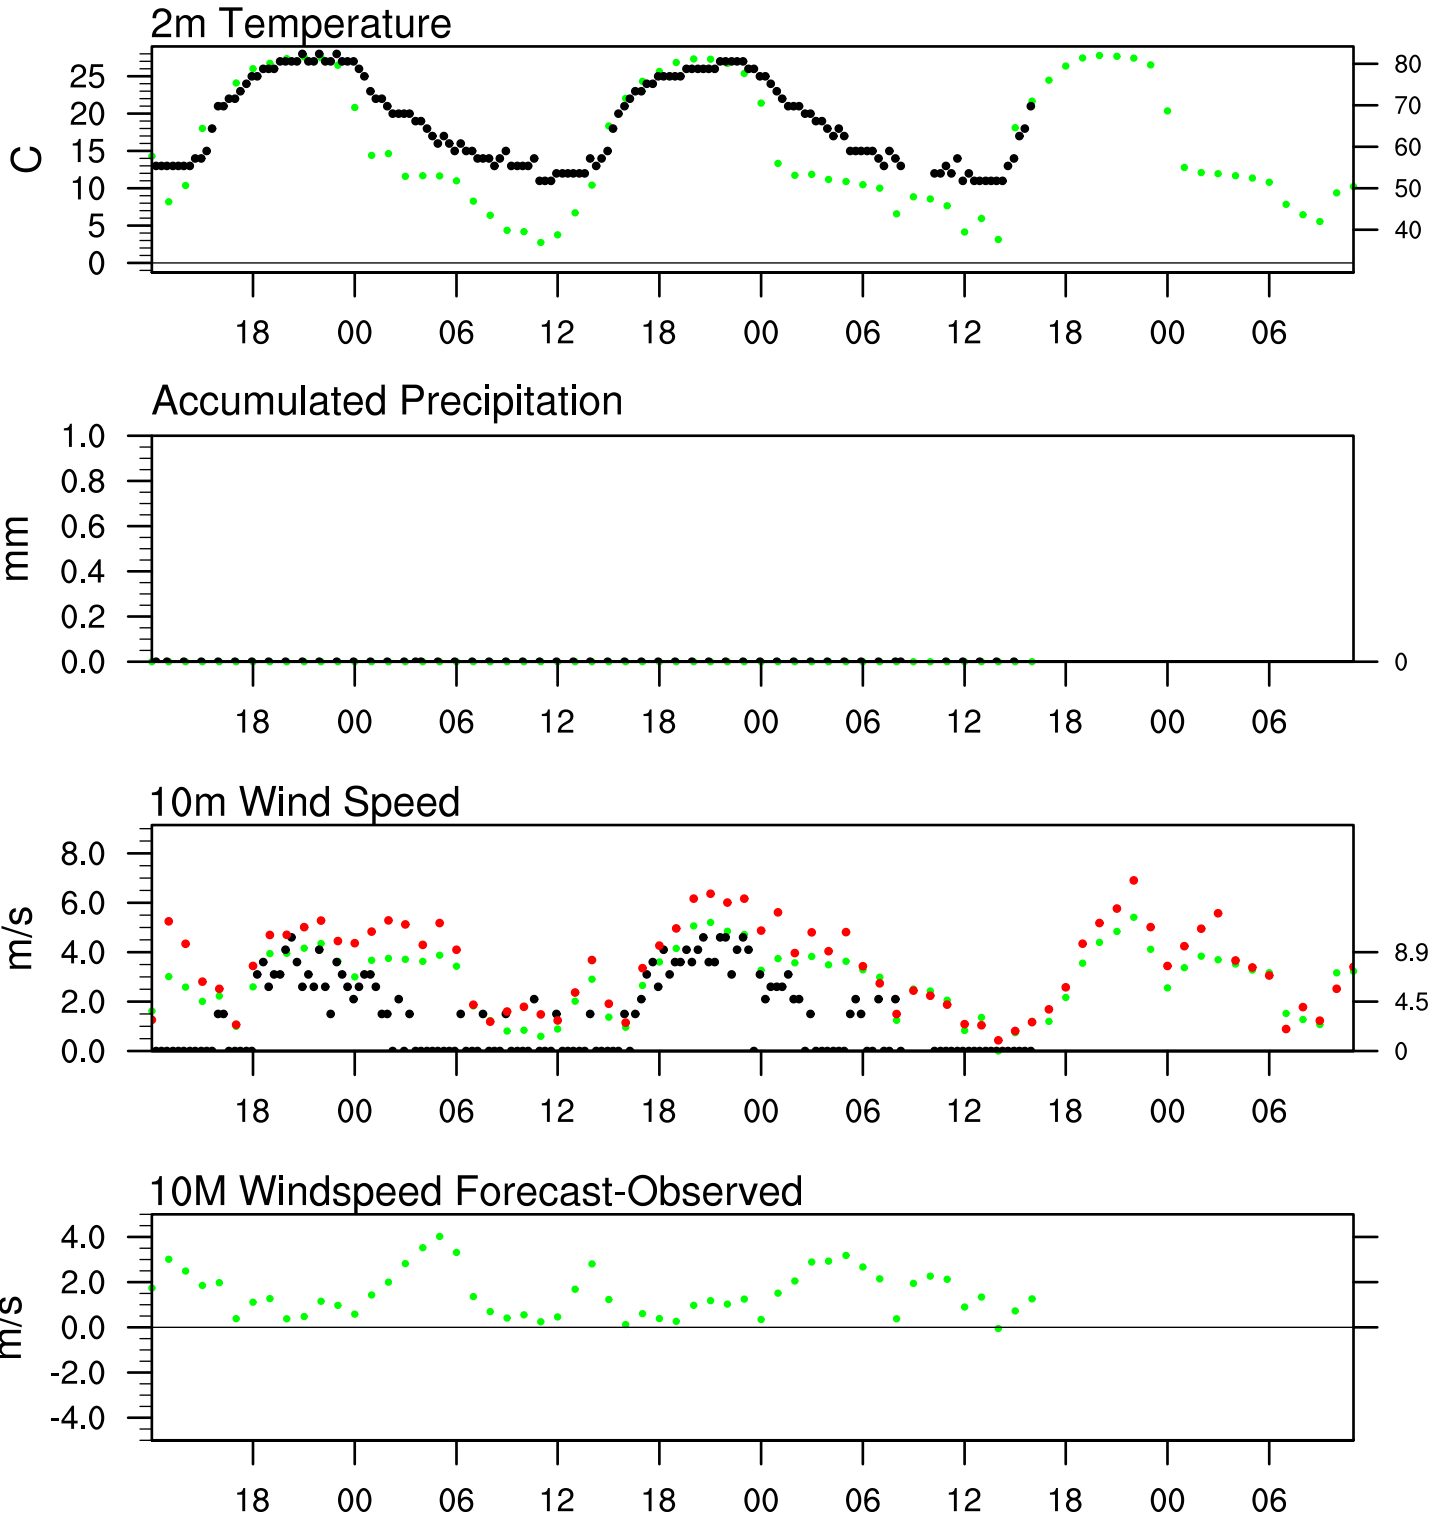 2m Temperature
C
25
20
15
10
5
0
80
70
60
50
40
18 00 06 12 18 00 06 12 18 00 06
Accumulated Precipitation
mm
1.0
0.8
0.6
0.4
0.2
0.0
0
18 00 06 12 18 00 06 12 18 00 06
10m Wind Speed
m/s
8.0
6.0
4.0
2.0
0.0
8.9
4.5
0
18 00 06 12 18 00 06 12 18 00 06
10M Windspeed Forecast-Observed
m/s
4.0
2.0
0.0
-2.0
-4.0
18 00 06 12 18 00 06 12 18 00 06